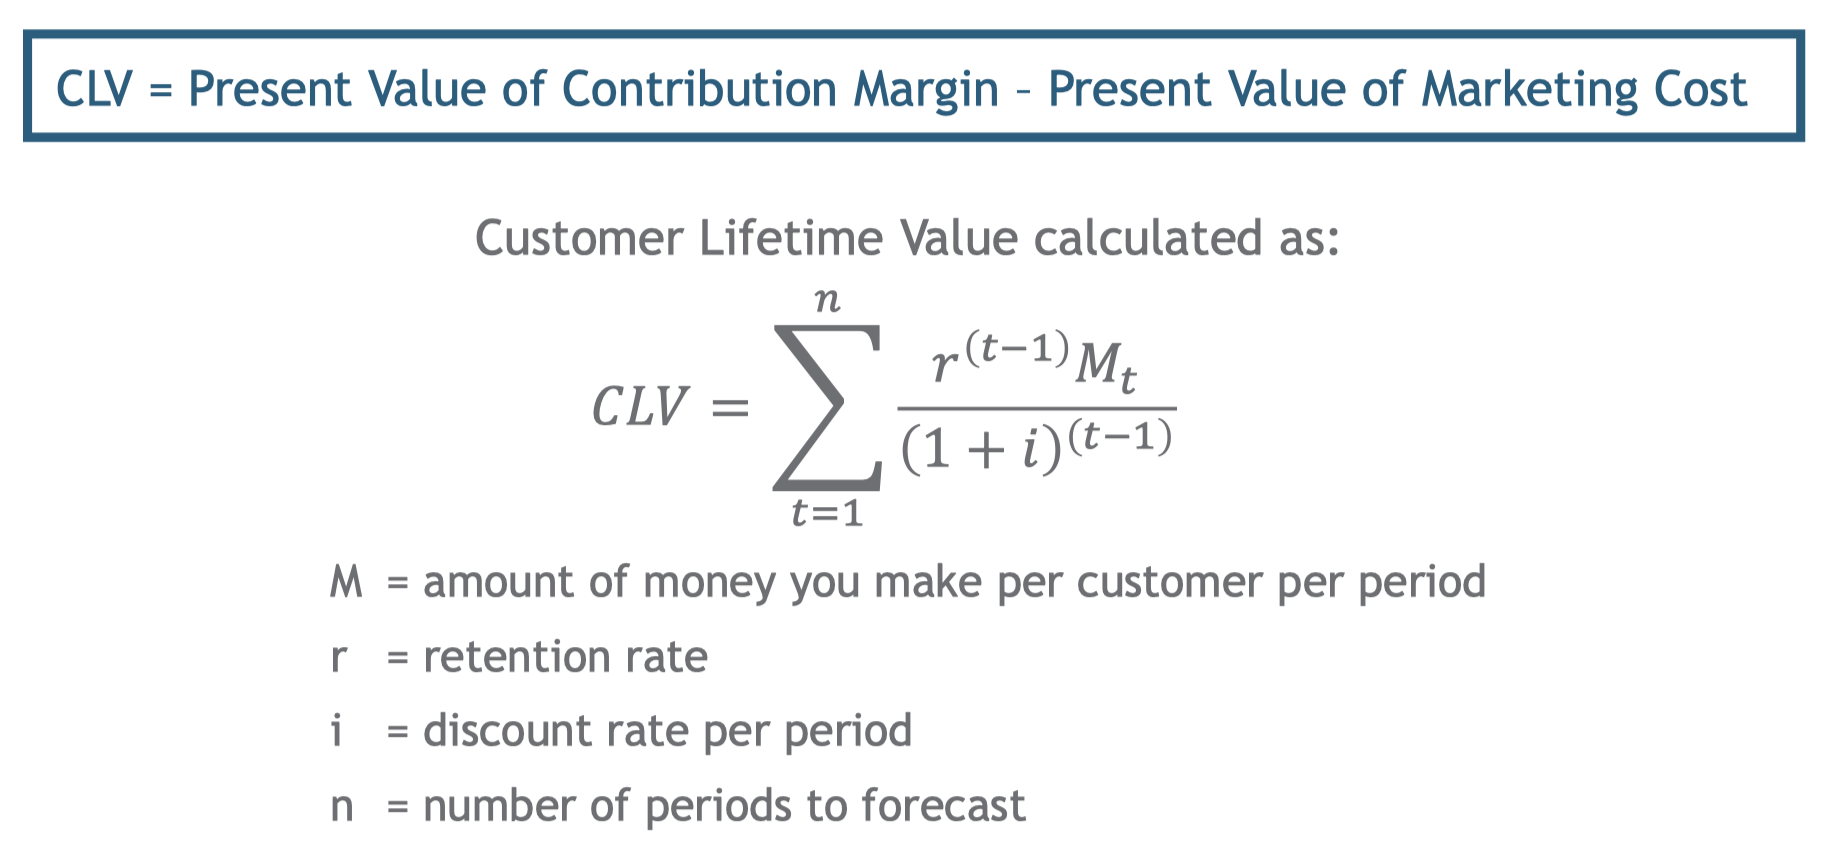 CLV = Present Value of Contribution Margin – Present Value of Marketing Cost
Customer Lifetime Value calculated as:
$CLV = \sum_{t=1}^{n} \frac{r^{(t-1)} M_t}{(1+i)^{(t-1)}}$
M = amount of money you make per customer per period
r = retention rate
i = discount rate per period
n = number of periods to forecast